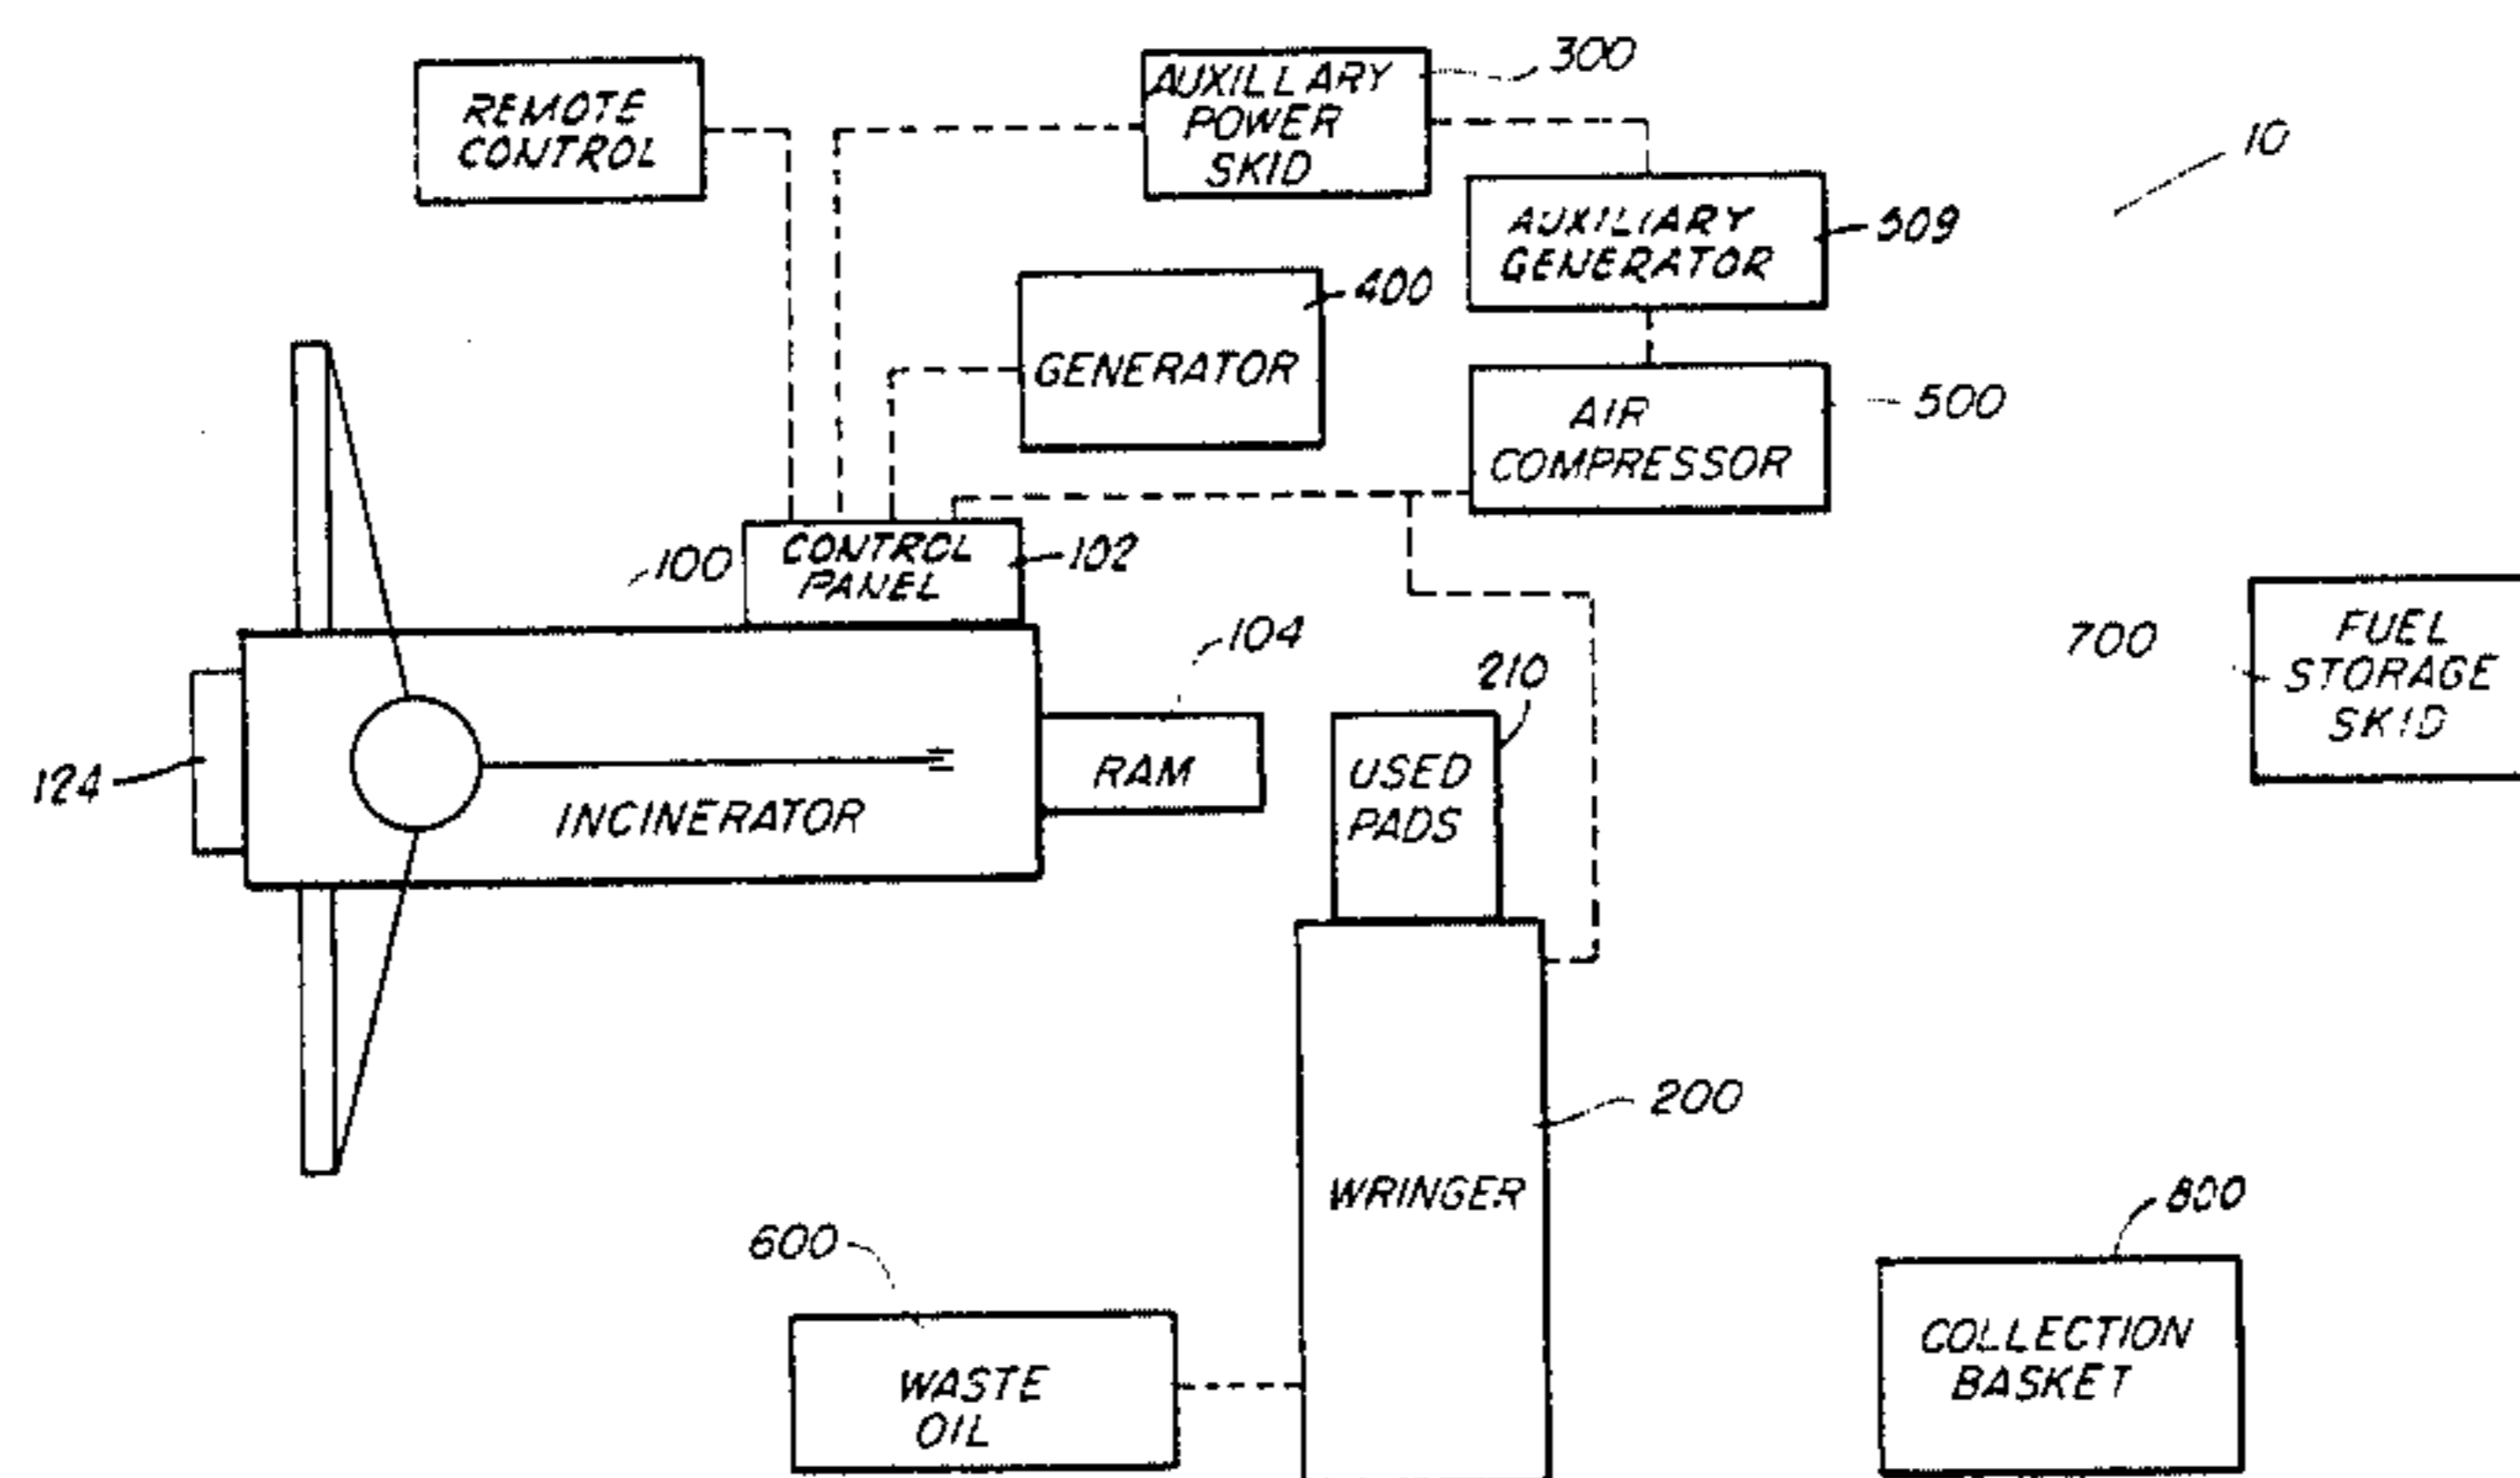 REMOTE
CONTROL
AUXILLARY
POWER
SKID
300
10
AUXILIARY
GENERATOR
509
400
GENERATOR
AIR
COMPRESSOR
500
100
CONTROL
PANEL
102
104
210
700
FUEL
STORAGE
SKID
124
INCINERATOR
RAM
USED
PADS
200
WRINGER
600
WASTE
OIL
800
COLLECTION
BASKET